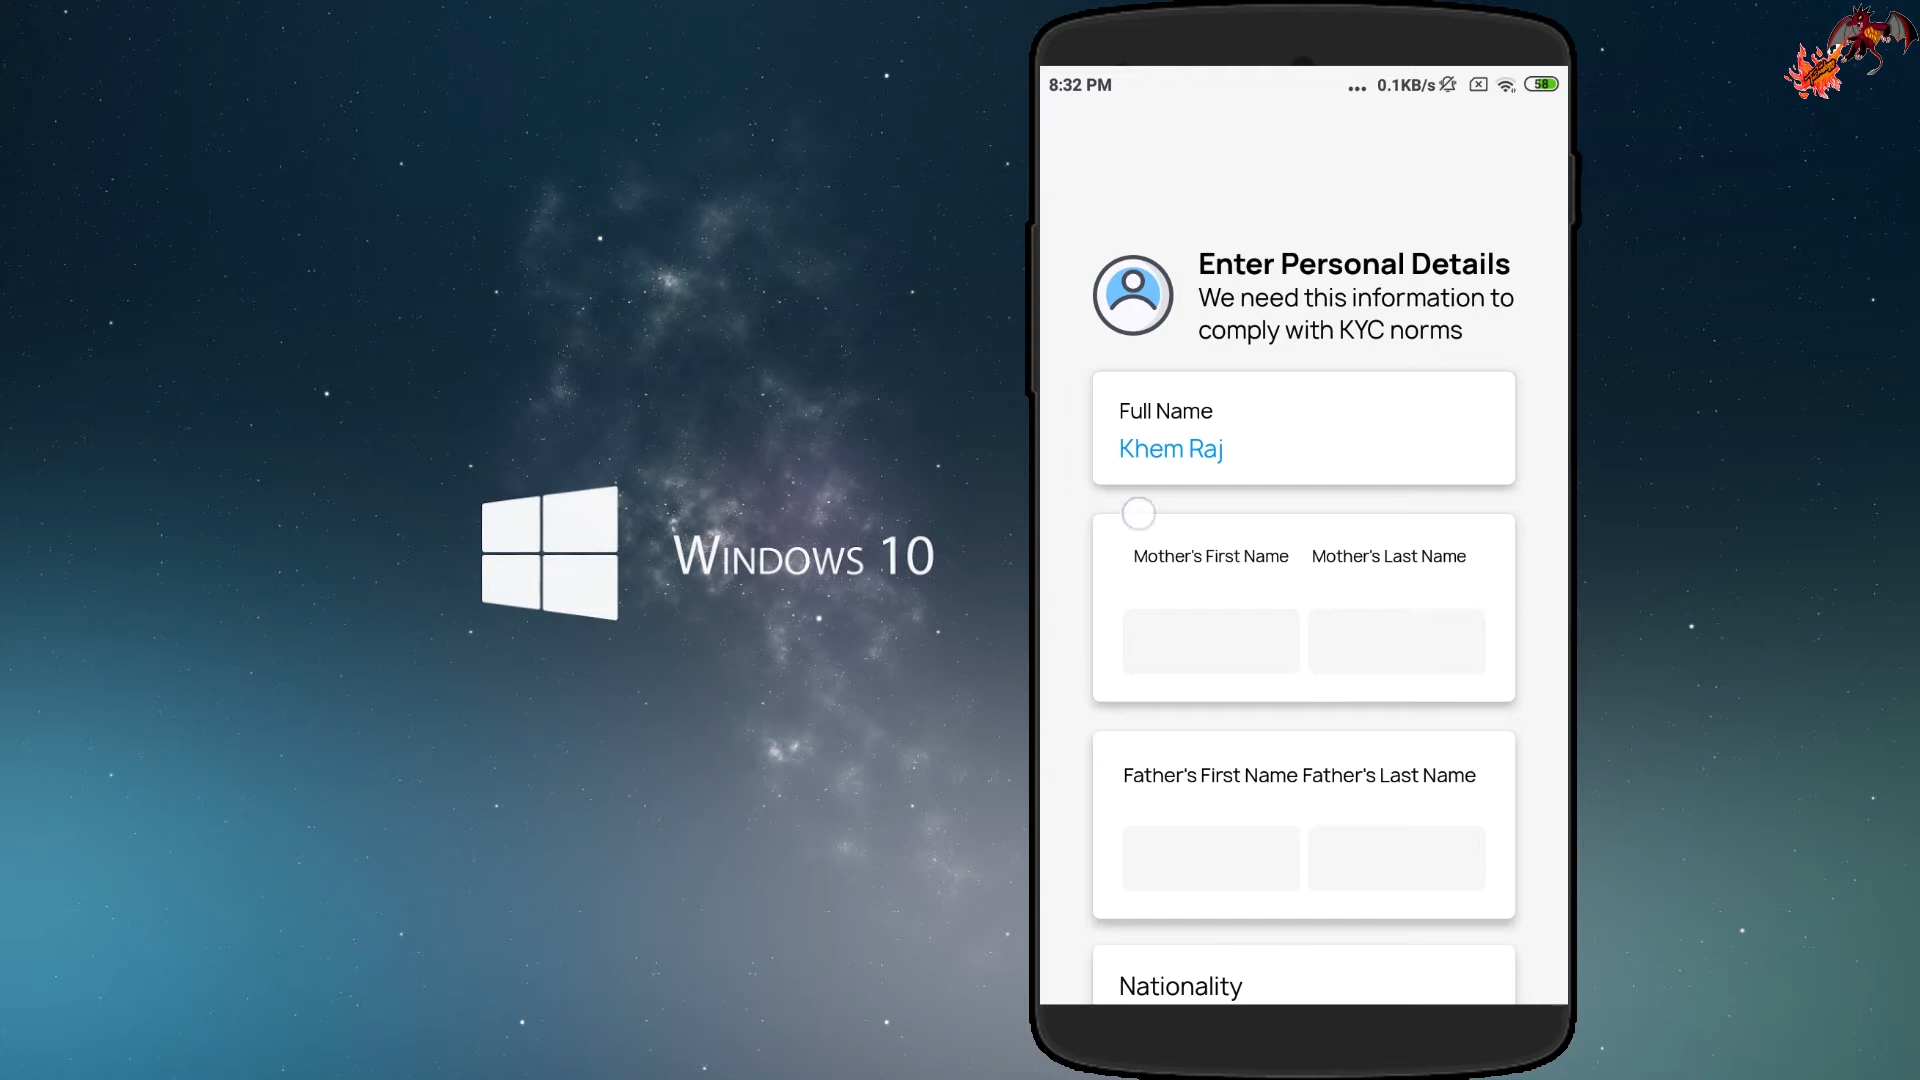 WINDOWS 10
8:32 PM
... 0.1KB/s 58
Enter Personal Details
We need this information to
comply with KYC norms
Full Name
Khem Raj
Mother's First Name Mother's Last Name
Father's First Name Father's Last Name
Nationality